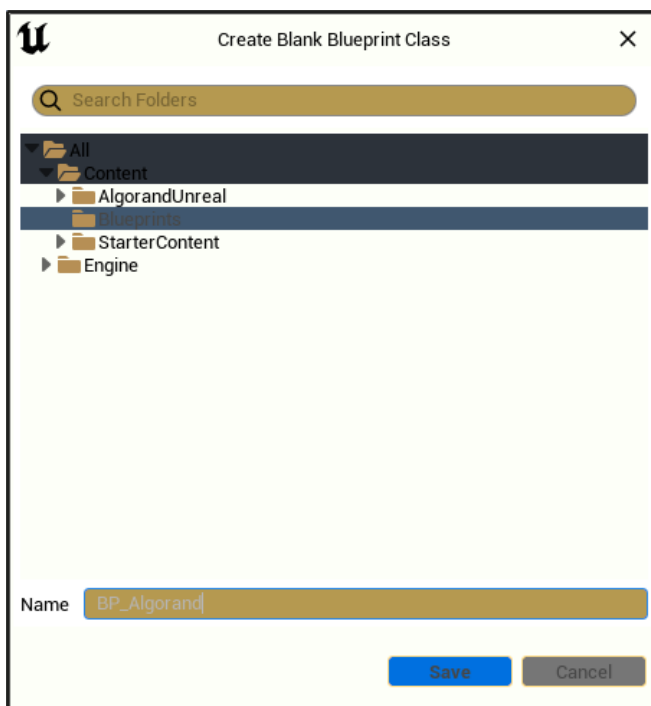 Create Blank Blueprint Class
Search Folders
All
Content
AlgorandUnreal
Blueprints
StarterContent
Engine
Name BP_Algorand
Save Cancel